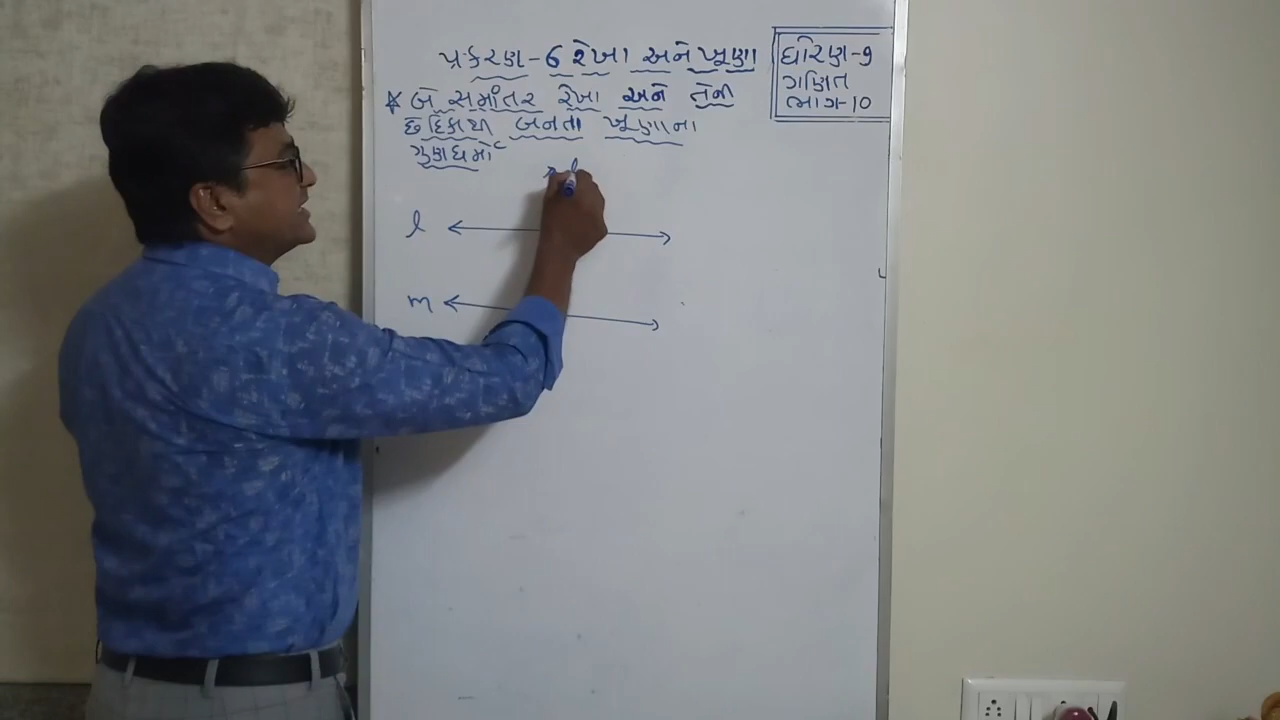 પ્રકરણ-6 રેખા અને ખૂણા
ધોરણ-9
ગણિત
ભાગ-10
* બે સમાંતર રેખા અને તેની
છેદિકાથી બનતા ખૂણાના
ગુણધર્મો
l
m